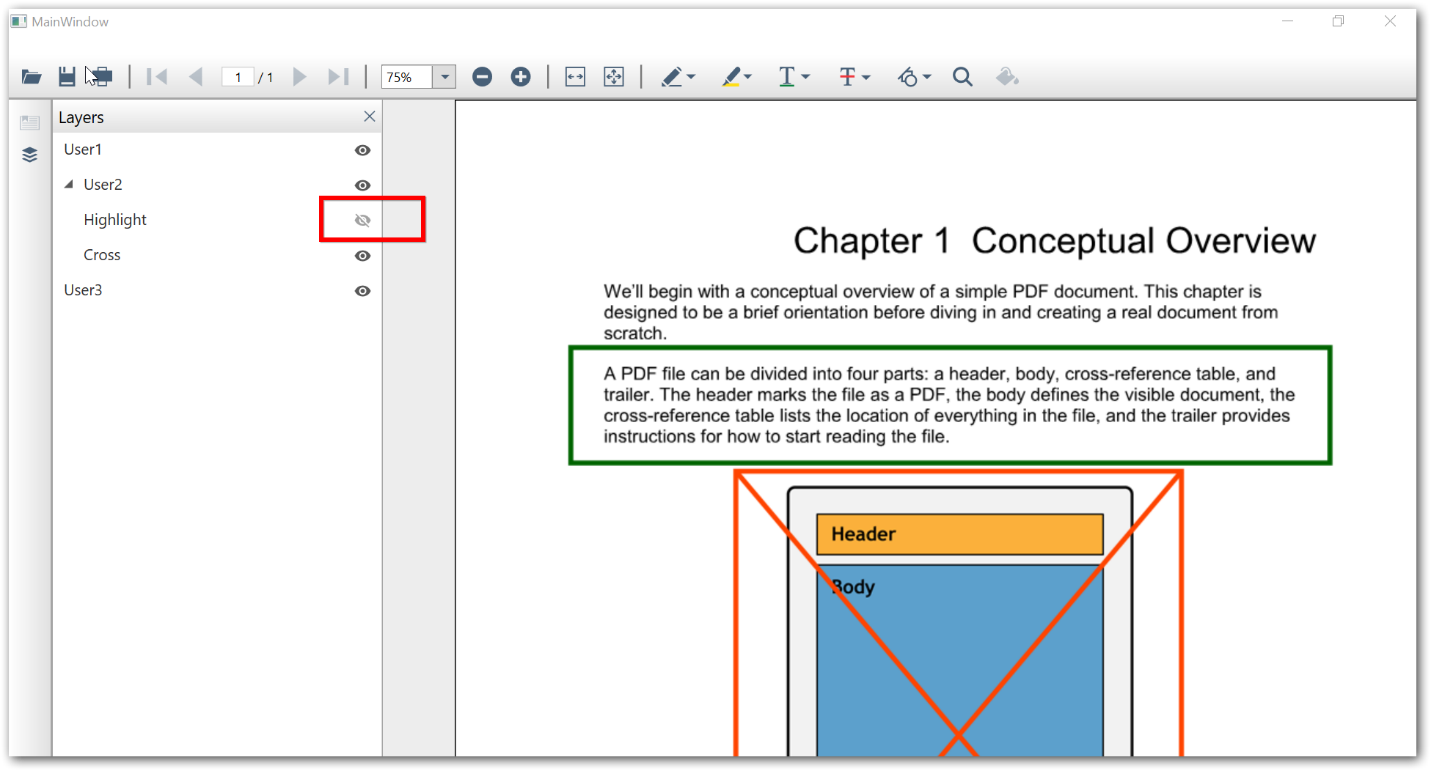 MainWindow
1 / 1 75%
Layers
User1
User2
Highlight
Cross
User3
Chapter 1 Conceptual Overview
We'll begin with a conceptual overview of a simple PDF document. This chapter is
designed to be a brief orientation before diving in and creating a real document from
scratch.
A PDF file can be divided into four parts: a header, body, cross-reference table, and
trailer. The header marks the file as a PDF, the body defines the visible document, the
cross-reference table lists the location of everything in the file, and the trailer provides
instructions for how to start reading the file.
Header
Body